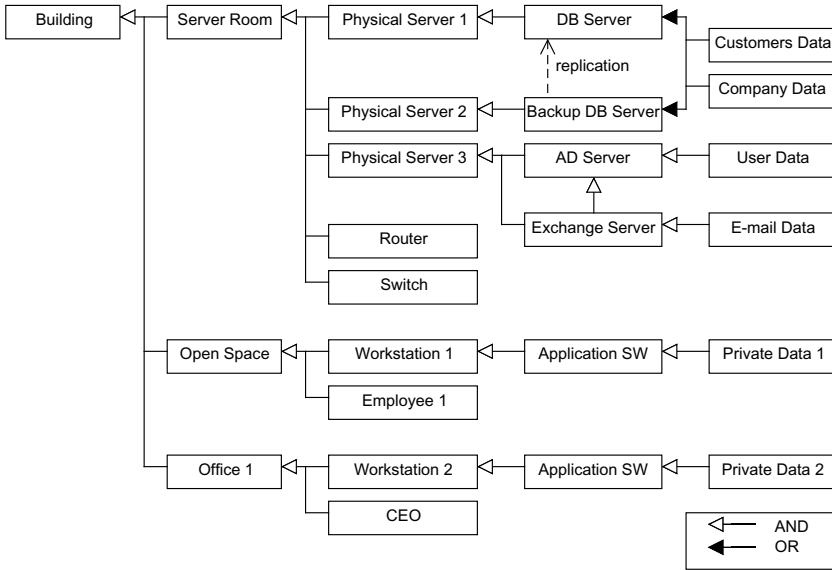 Building
Server Room
Physical Server 1
DB Server
Customers Data
replication
Company Data
Physical Server 2
Backup DB Server
Physical Server 3
AD Server
User Data
Exchange Server
E-mail Data
Router
Switch
Open Space
Workstation 1
Application SW
Private Data 1
Employee 1
Office 1
Workstation 2
Application SW
Private Data 2
CEO
AND
OR